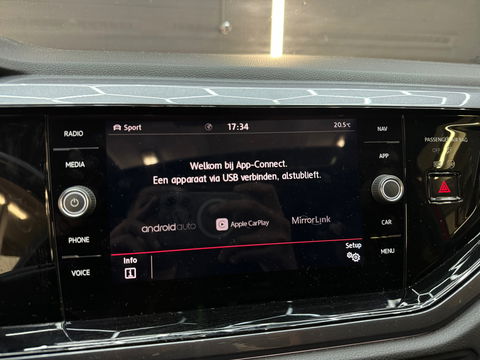 RADIO
MEDIA
PHONE
VOICE
Sport
17:34
20.5°C
Welkom bij App-Connect.
Een apparaat via USB verbinden, alstublieft.
androidauto
Apple CarPlay
MirrorLink
Info
Setup
NAV
APP
CAR
MENU